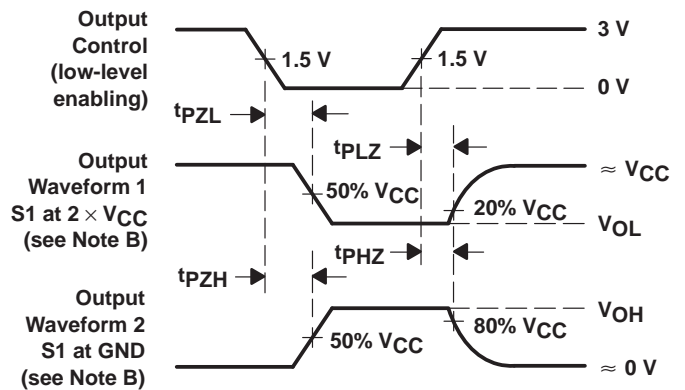 Output
Control
(low-level
enabling)
1.5 V
1.5 V
3 V
0 V
tPZL
tPLZ
Output
Waveform 1
S1 at 2 × VCC
(see Note B)
50% VCC
20% VCC
≈ VCC
VOL
tPZH
tPHZ
Output
Waveform 2
S1 at GND
(see Note B)
50% VCC
80% VCC
VOH
≈ 0 V